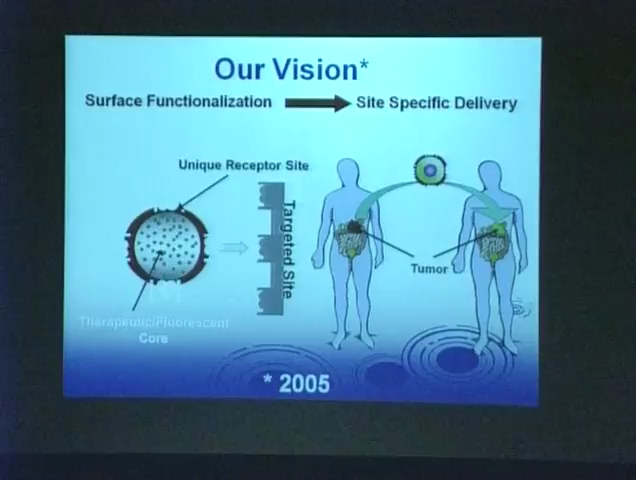 Our Vision*
Surface Functionalization
Site Specific Delivery
Unique Receptor Site
Targeted Site
Tumor
Therapeutic/Fluorescent
Core
* 2005